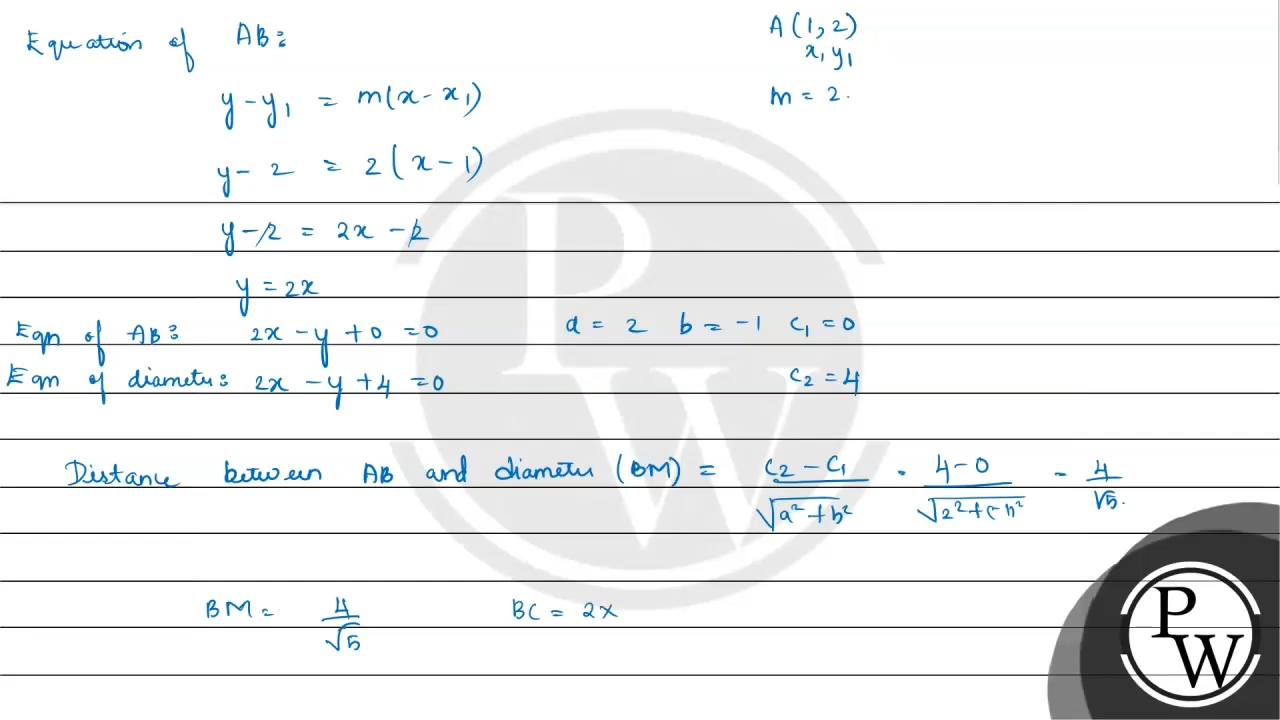 Equation of AB:
A (1, 2)
x₁ y₁
y - y₁ = m(x - x₁)
m = 2.
y - 2 = 2(x - 1)
y - 2 = 2x - 2
y = 2x
Eqn of AB: 2x - y + 0 = 0 a = 2 b = -1 c₁ = 0
Eqn of diameter: 2x - y + 4 = 0 c₂ = 4
Distance between AB and diameter (BM) = (c₂ - c₁)/√(a² + b²) = (4 - 0)/√(2² + (-1)²) = 4/√5.
BM = 4/√5 BC = 2x
PW
PW